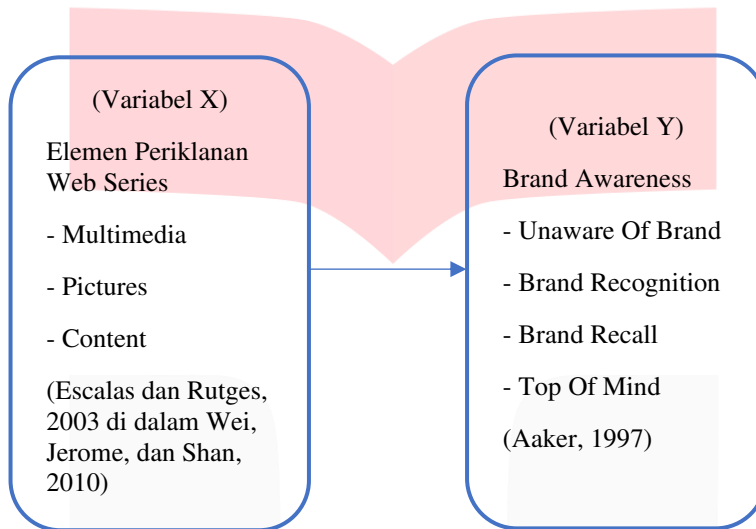 (Variabel X)
Elemen Periklanan
Web Series
- Multimedia
- Pictures
- Content
(Escalas dan Rutges,
2003 di dalam Wei,
Jerome, dan Shan,
2010)
(Variabel Y)
Brand Awareness
- Unaware Of Brand
- Brand Recognition
- Brand Recall
- Top Of Mind
(Aaker, 1997)